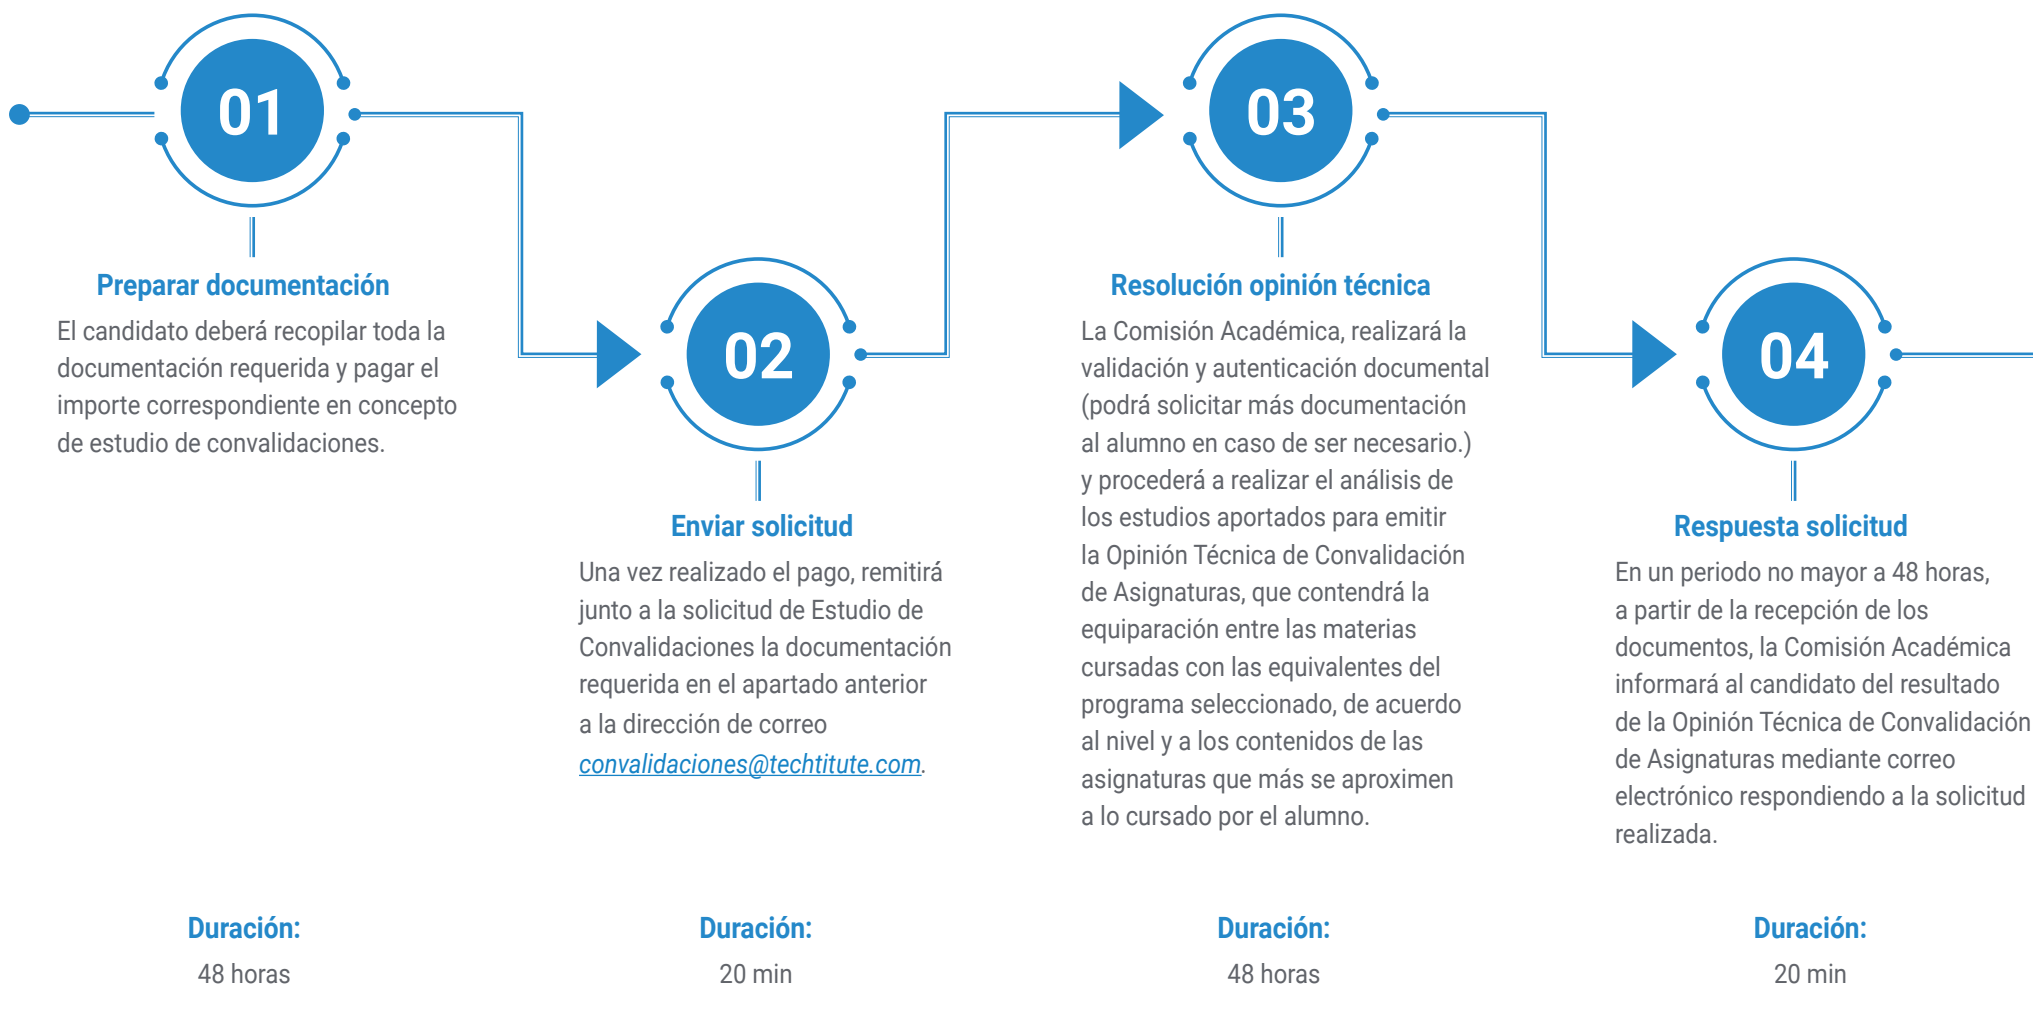 01
Preparar documentación
El candidato deberá recopilar toda la
documentación requerida y pagar el
importe correspondiente en concepto
de estudio de convalidaciones.
Duración:
48 horas
02
Enviar solicitud
Una vez realizado el pago, remitirá
junto a la solicitud de Estudio de
Convalidaciones la documentación
requerida en el apartado anterior
a la dirección de correo
convalidaciones@techtitute.com.
Duración:
20 min
03
Resolución opinión técnica
La Comisión Académica, realizará la
validación y autenticación documental
(podrá solicitar más documentación
al alumno en caso de ser necesario.)
y procederá a realizar el análisis de
los estudios aportados para emitir
la Opinión Técnica de Convalidación
de Asignaturas, que contendrá la
equiparación entre las materias
cursadas con las equivalentes del
programa seleccionado, de acuerdo
al nivel y a los contenidos de las
asignaturas que más se aproximen
a lo cursado por el alumno.
Duración:
48 horas
04
Respuesta solicitud
En un periodo no mayor a 48 horas,
a partir de la recepción de los
documentos, la Comisión Académica
informará al candidato del resultado
de la Opinión Técnica de Convalidación
de Asignaturas mediante correo
electrónico respondiendo a la solicitud
realizada.
Duración:
20 min